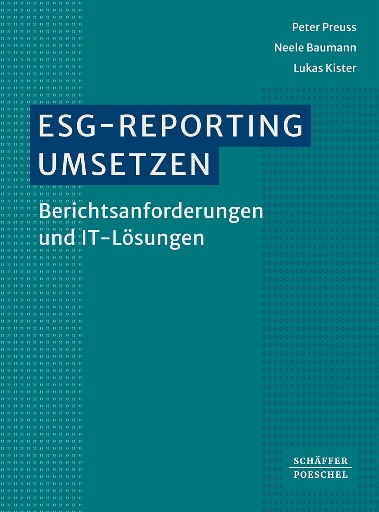 Peter Preuss
Neele Baumann
Lukas Kister
ESG-REPORTING
UMSETZEN
Berichtsanforderungen
und IT-Lösungen
SCHÄFFER
POESCHEL